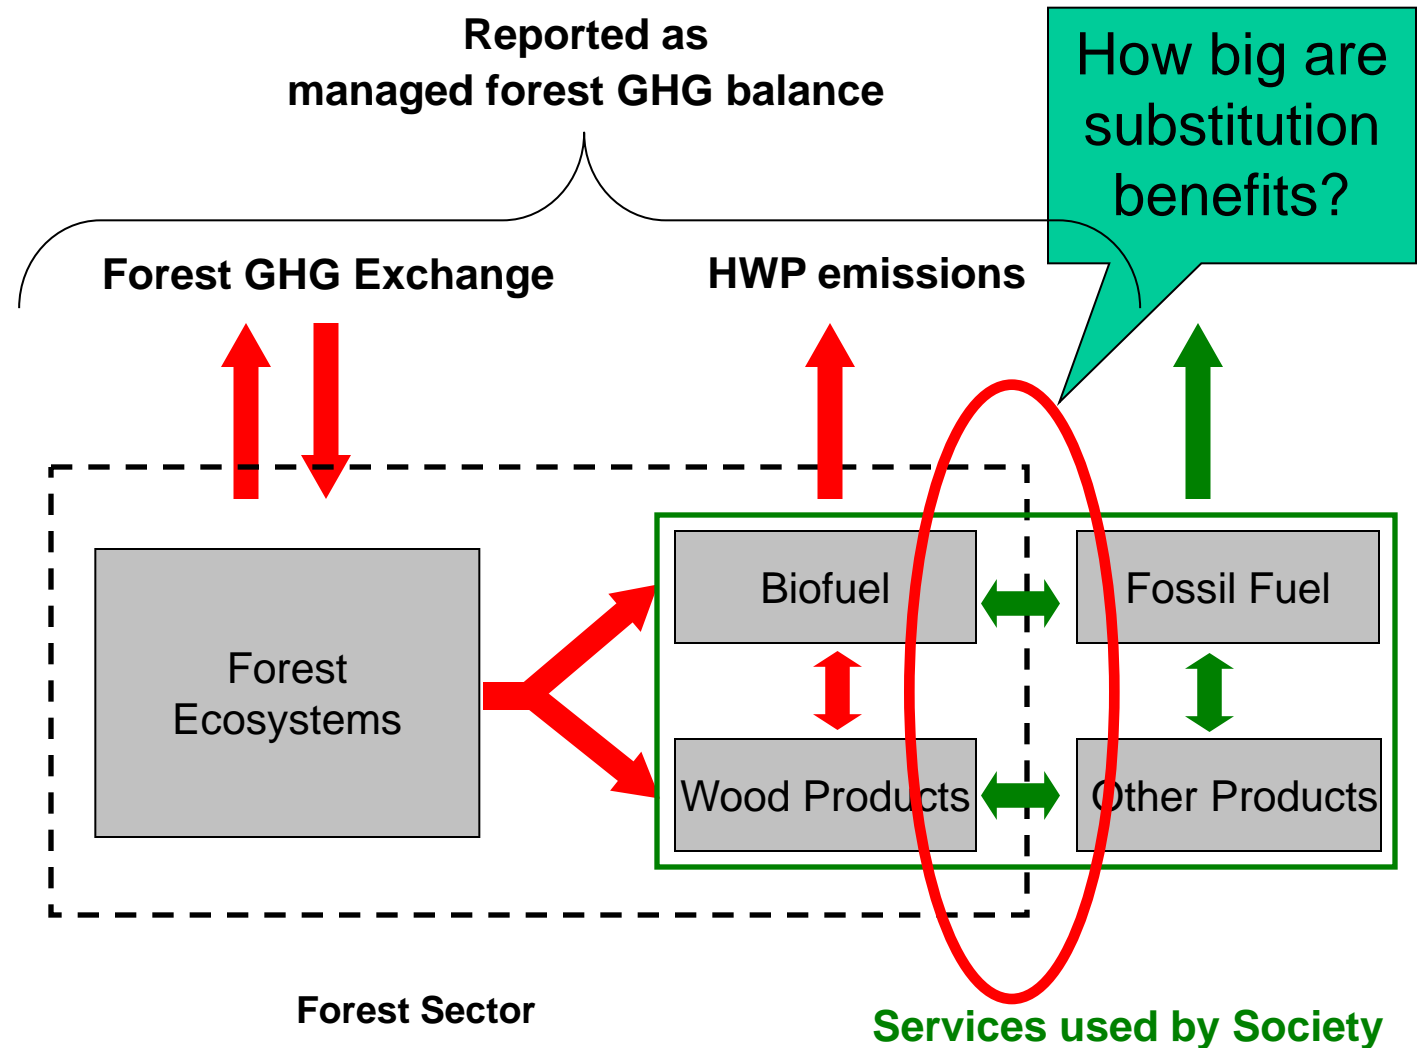 Reported as
managed forest GHG balance
How big are
substitution
benefits?
Forest GHG Exchange
HWP emissions
Biofuel
Fossil Fuel
Forest
Ecosystems
Wood Products
Other Products
Forest Sector
Services used by Society